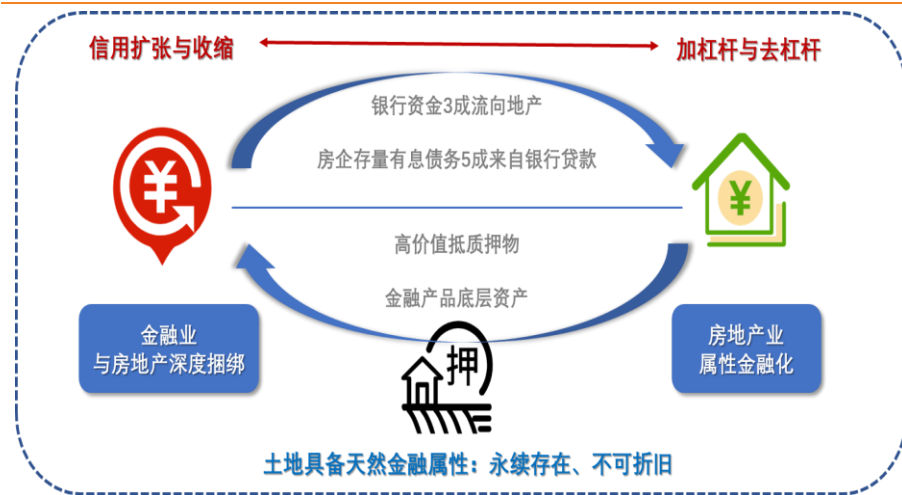 信用扩张与收缩
加杠杆与去杠杆
银行资金3成流向地产
房企存量有息债务5成来自银行贷款
¥
¥
高价值抵质押物
金融产品底层资产
金融业
与房地产深度捆绑
押
房地产业
属性金融化
土地具备天然金融属性：永续存在、不可折旧